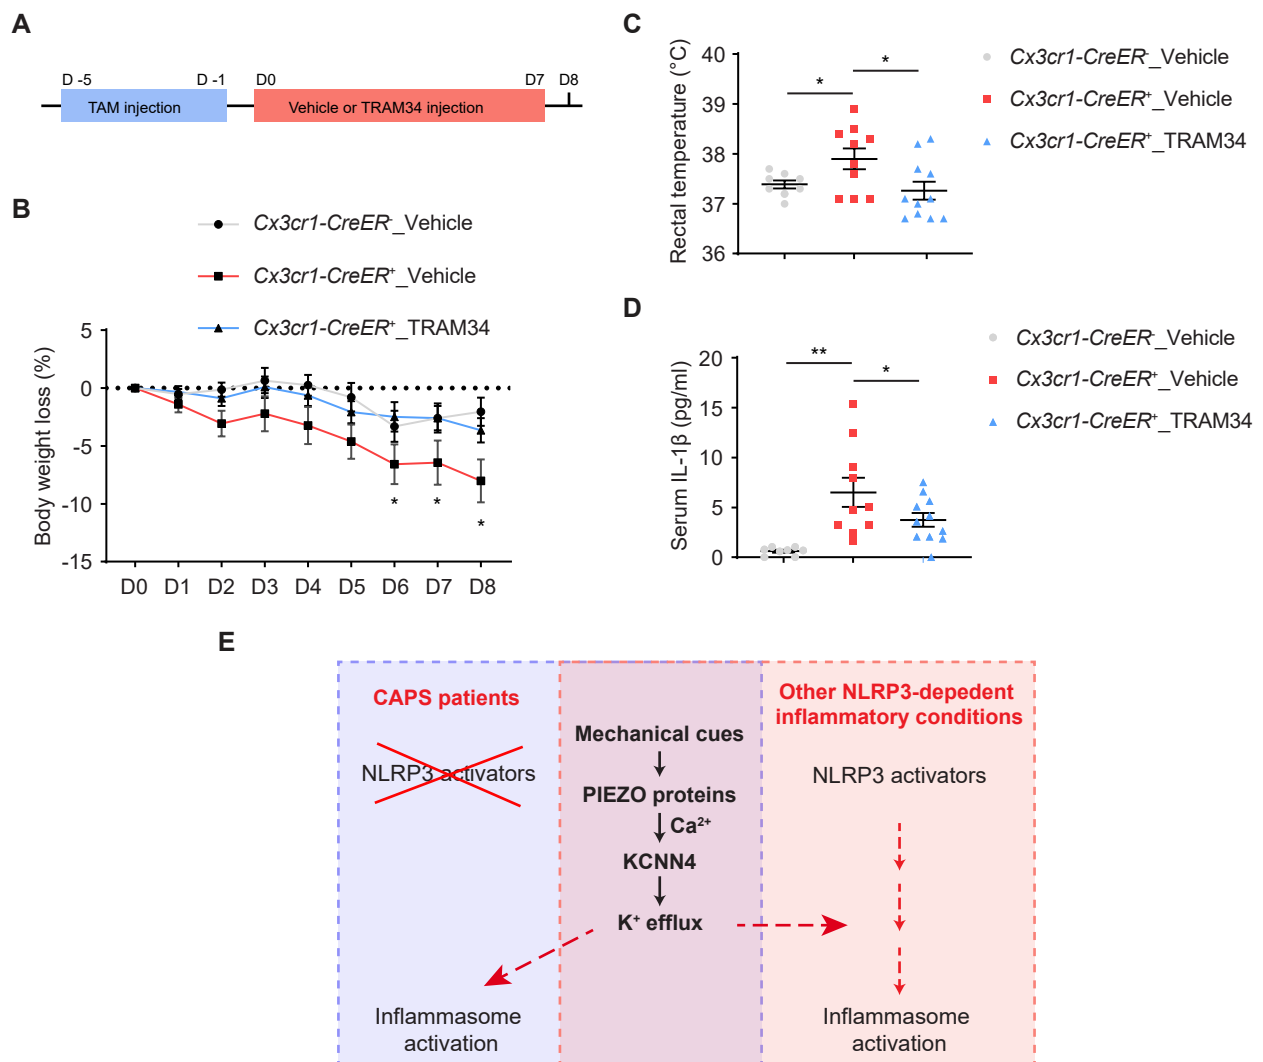 A
D -5
D -1
D0
D7
D8
TAM injection
Vehicle or TRAM34 injection
B
Cx3cr1-CreER-_Vehicle
Cx3cr1-CreER+_Vehicle
Cx3cr1-CreER+_TRAM34
Body weight loss (%)
5
0
-5
-10
-15
*
*
*
D0 D1 D2 D3 D4 D5 D6 D7 D8
C
Rectal temperature (°C)
40
39
38
37
36
*
*
Cx3cr1-CreER-_Vehicle
Cx3cr1-CreER+_Vehicle
Cx3cr1-CreER+_TRAM34
D
Serum IL-1β (pg/ml)
20
15
10
5
0
**
*
Cx3cr1-CreER-_Vehicle
Cx3cr1-CreER+_Vehicle
Cx3cr1-CreER+_TRAM34
E
CAPS patients
NLRP3 activators
Inflammasome
activation
Mechanical cues
PIEZO proteins
Ca²⁺
KCNN4
K⁺ efflux
Other NLRP3-depedent
inflammatory conditions
NLRP3 activators
Inflammasome
activation